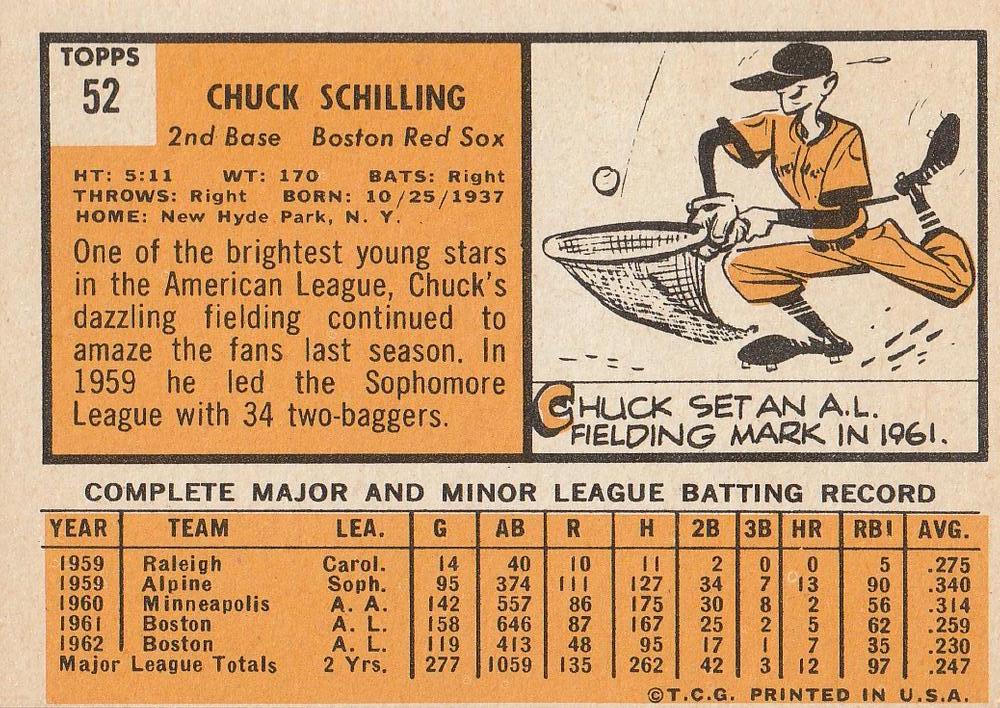 TOPPS
52
CHUCK SCHILLING
2nd Base Boston Red Sox
HT: 5:11 WT: 170 BATS: Right
THROWS: Right BORN: 10/25/1937
HOME: New Hyde Park, N. Y.
One of the brightest young stars
in the American League, Chuck's
dazzling fielding continued to
amaze the fans last season. In
1959 he led the Sophomore
League with 34 two-baggers.
CHUCK SET AN A.L.
FIELDING MARK IN 1961.
COMPLETE MAJOR AND MINOR LEAGUE BATTING RECORD
YEAR TEAM LEA. G AB R H 2B 3B HR RBI AVG.
1959 Raleigh Carol. 14 40 10 11 2 0 0 5 .275
1959 Alpine Soph. 95 374 111 127 34 7 13 90 .340
1960 Minneapolis A. A. 142 557 86 175 30 8 2 56 .314
1961 Boston A. L. 158 646 87 167 25 2 5 62 .259
1962 Boston A. L. 119 413 48 95 17 1 7 35 .230
Major League Totals 2 Yrs. 277 1059 135 262 42 3 12 97 .247
©T.C.G. PRINTED IN U.S.A.